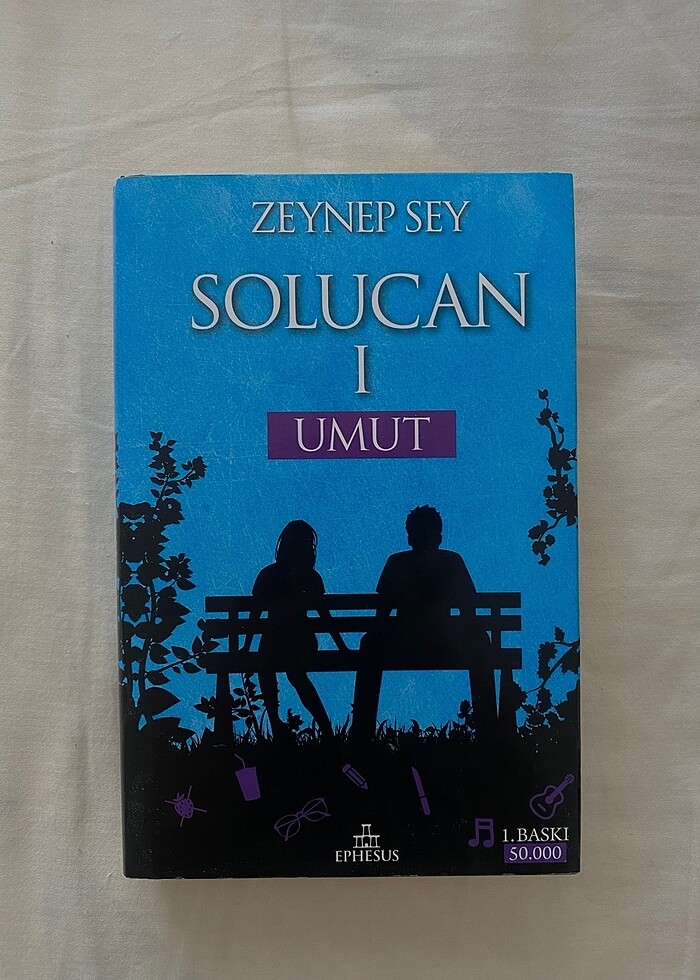 ZEYNEP SEY
SOLUCAN
I
UMUT
EPHESUS
1. BASKI
50.000